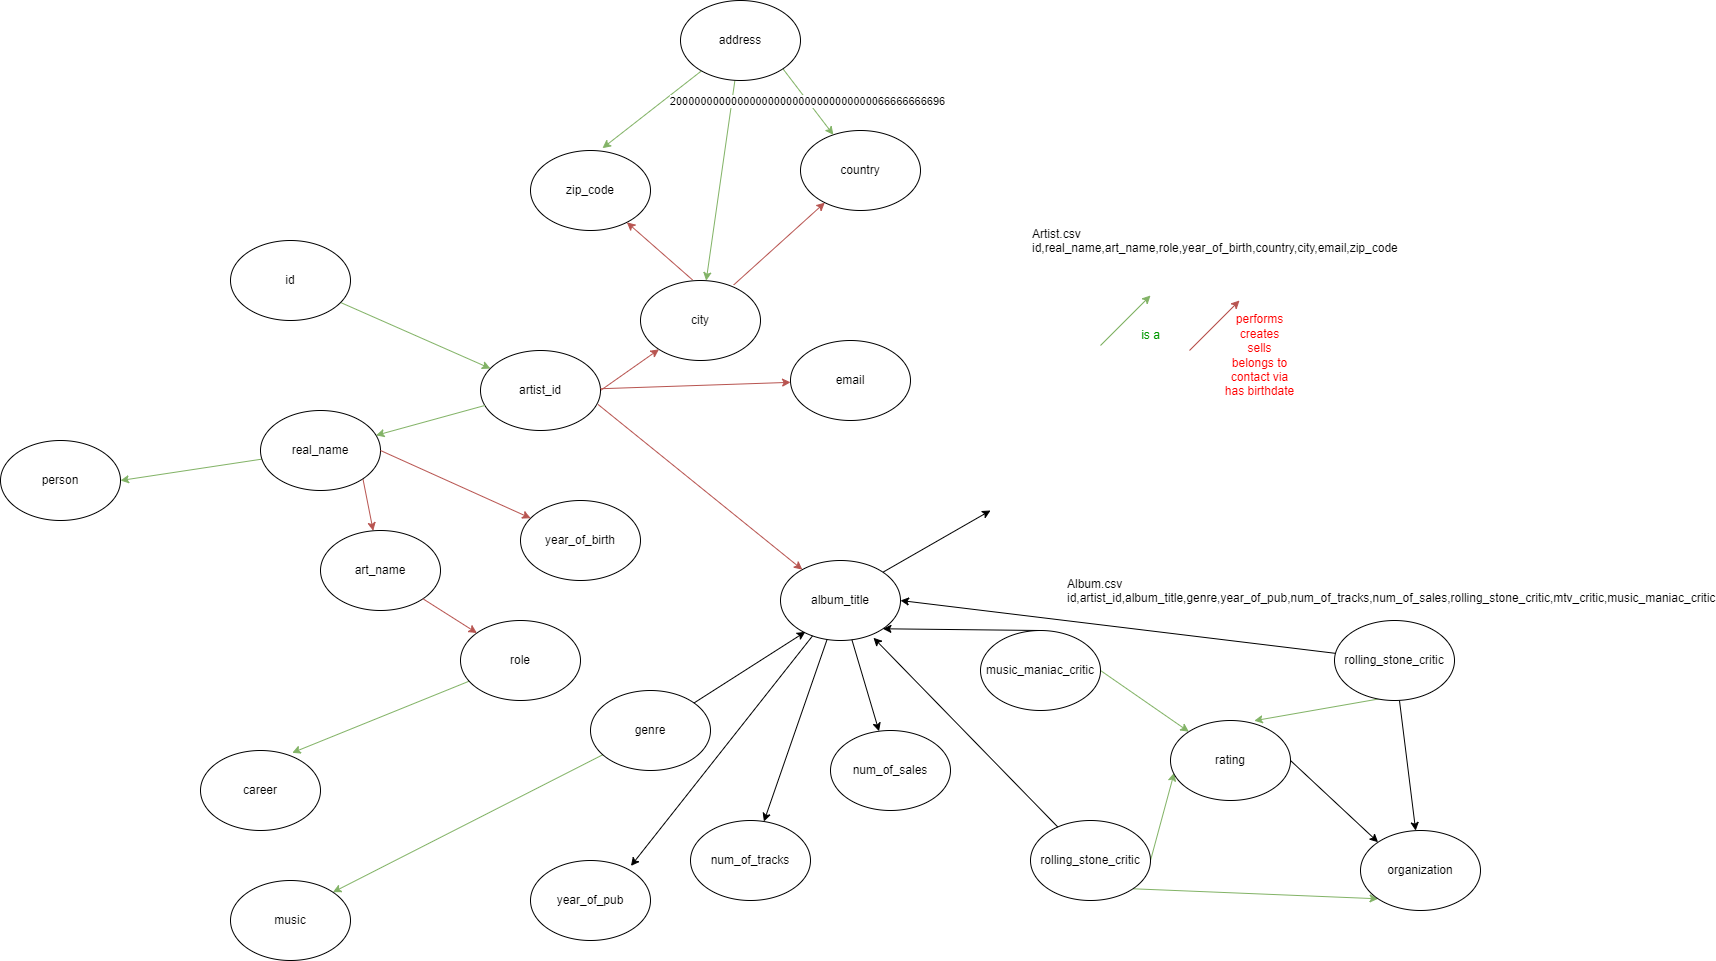 address
20000000000000000000000000000000066666666696
country
zip_code
Artist.csv
id,real_name,art_name,role,year_of_birth,country,city,email,zip_code
id
city
performs
is a
creates
sells
belongs to
contact via
has birthdate
email
artist_id
real_name
person
year_of_birth
art_name
Album.csv
id,artist_id,album_title,genre,year_of_pub,num_of_tracks,num_of_sales,rolling_stone_critic,mtv_critic,music_maniac_critic
album_title
role
music_maniac_critic
rolling_stone_critic
genre
rating
num_of_sales
career
num_of_tracks
rolling_stone_critic
organization
year_of_pub
music